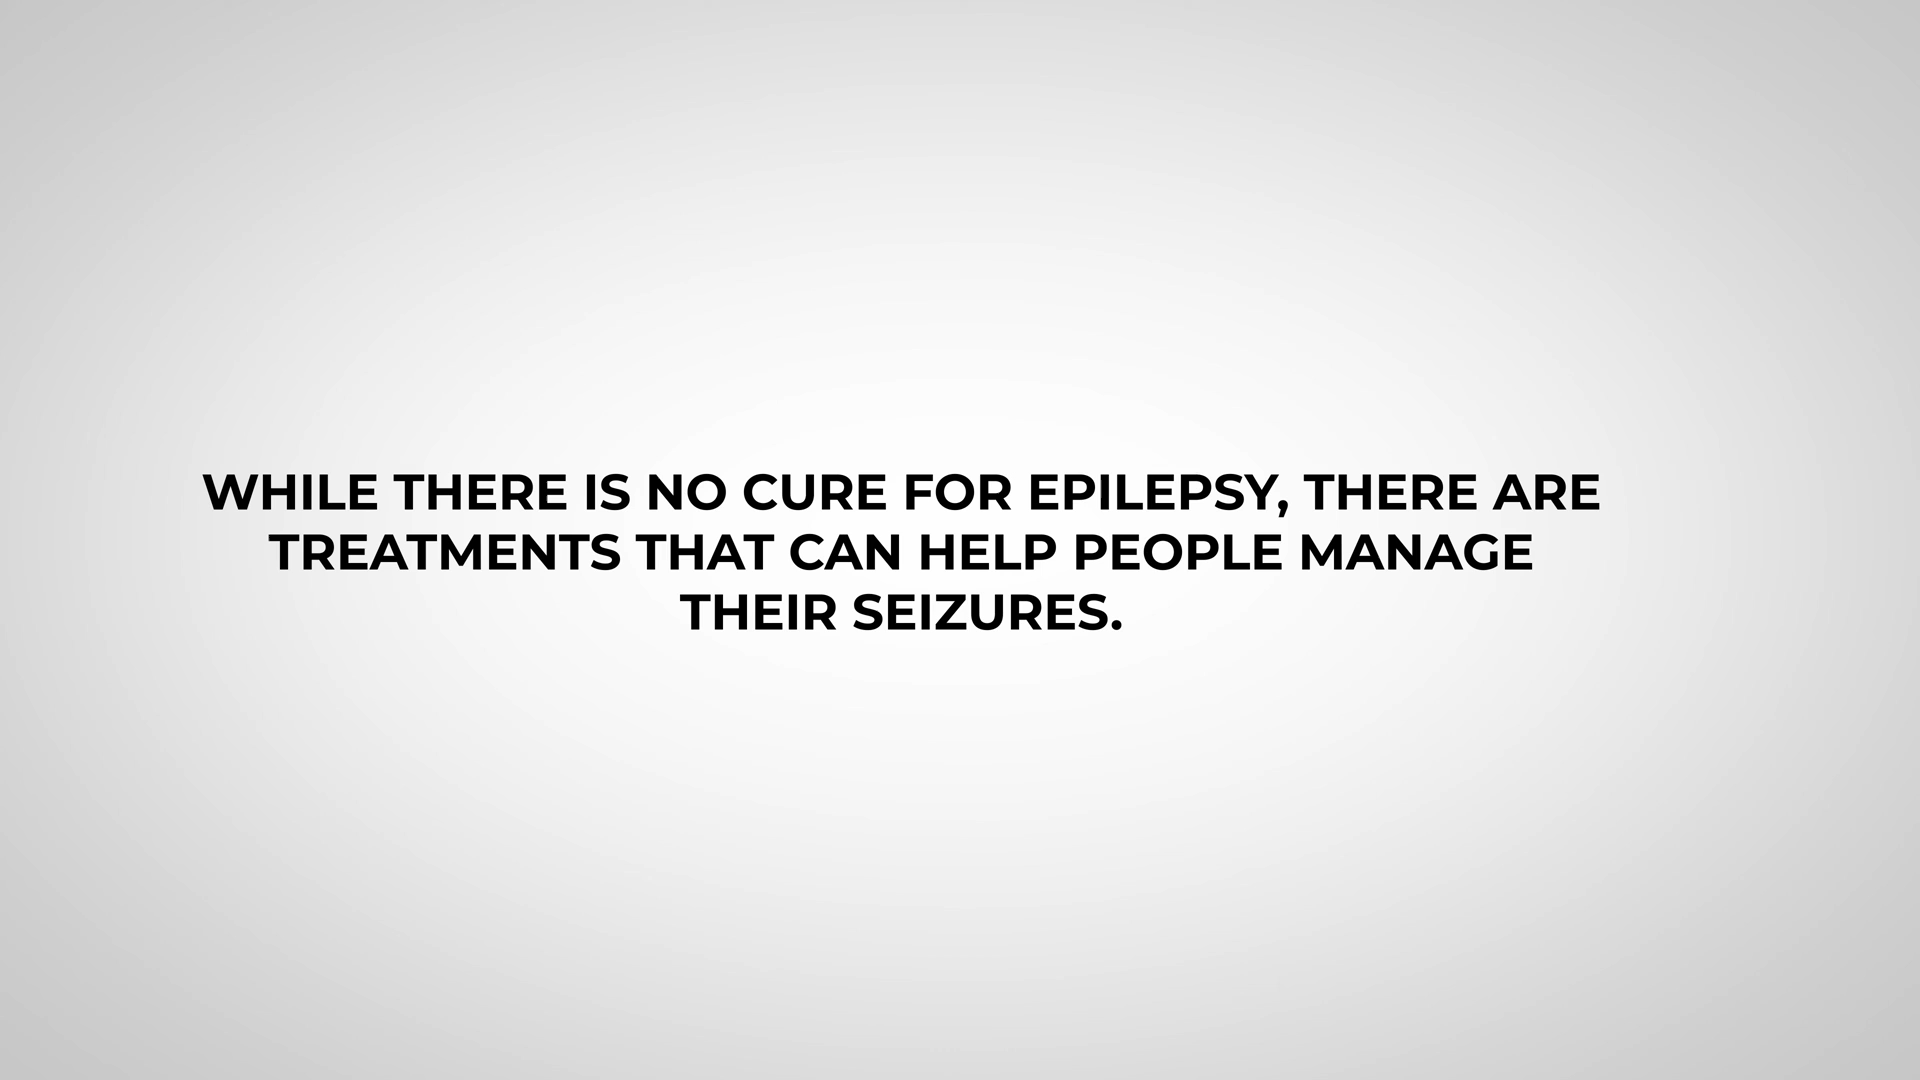 WHILE THERE IS NO CURE FOR EPILEPSY, THERE ARE
TREATMENTS THAT CAN HELP PEOPLE MANAGE
THEIR SEIZURES.